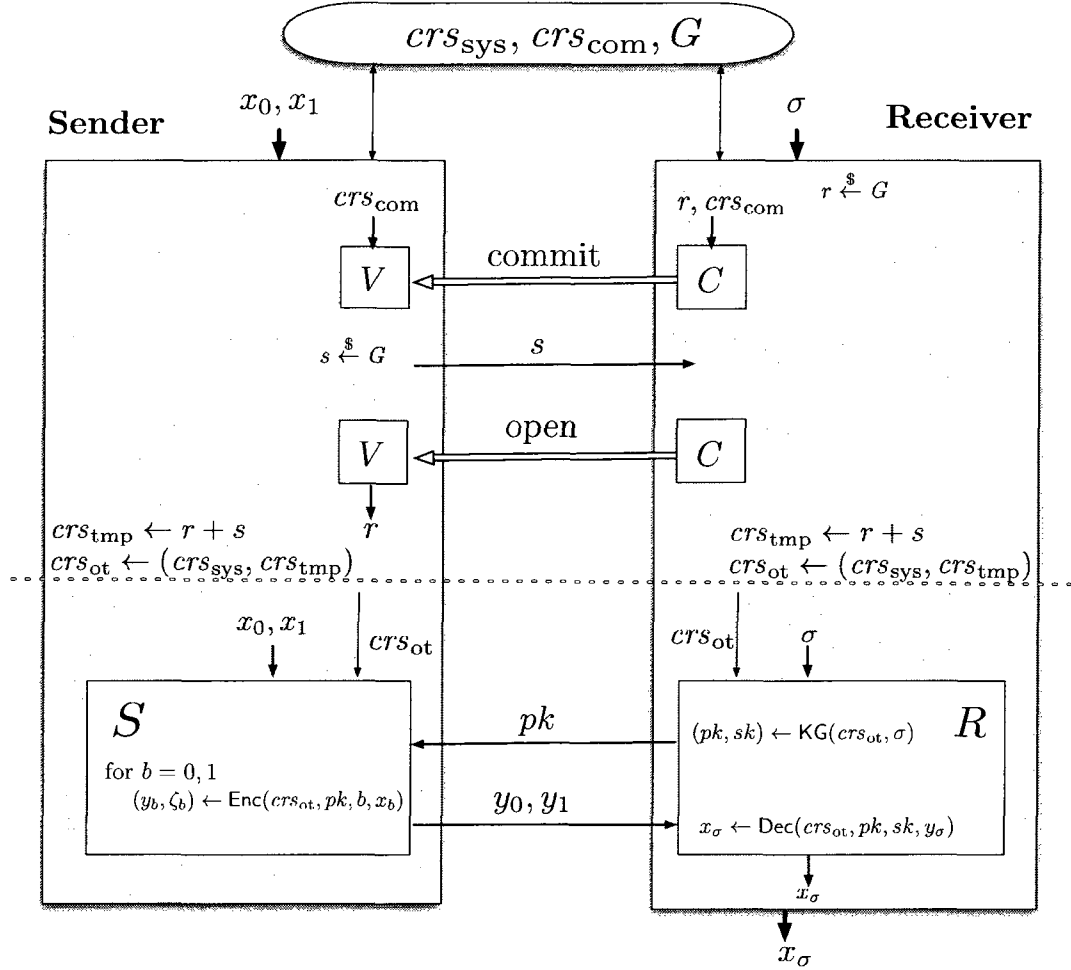 crs_sys, crs_com, G
x_0, x_1
σ
Sender
Receiver
r ←$ G
crs_com
r, crs_com
V
commit
C
s ←$ G
s
V
open
C
r
crs_tmp ← r + s
crs_ot ← (crs_sys, crs_tmp)
crs_tmp ← r + s
crs_ot ← (crs_sys, crs_tmp)
x_0, x_1
crs_ot
crs_ot
σ
S
pk
(pk, sk) ← KG(crs_ot, σ)
R
for b = 0, 1
(y_b, ζ_b) ← Enc(crs_ot, pk, b, x_b)
y_0, y_1
x_σ ← Dec(crs_ot, pk, sk, y_σ)
x_σ
x_σ